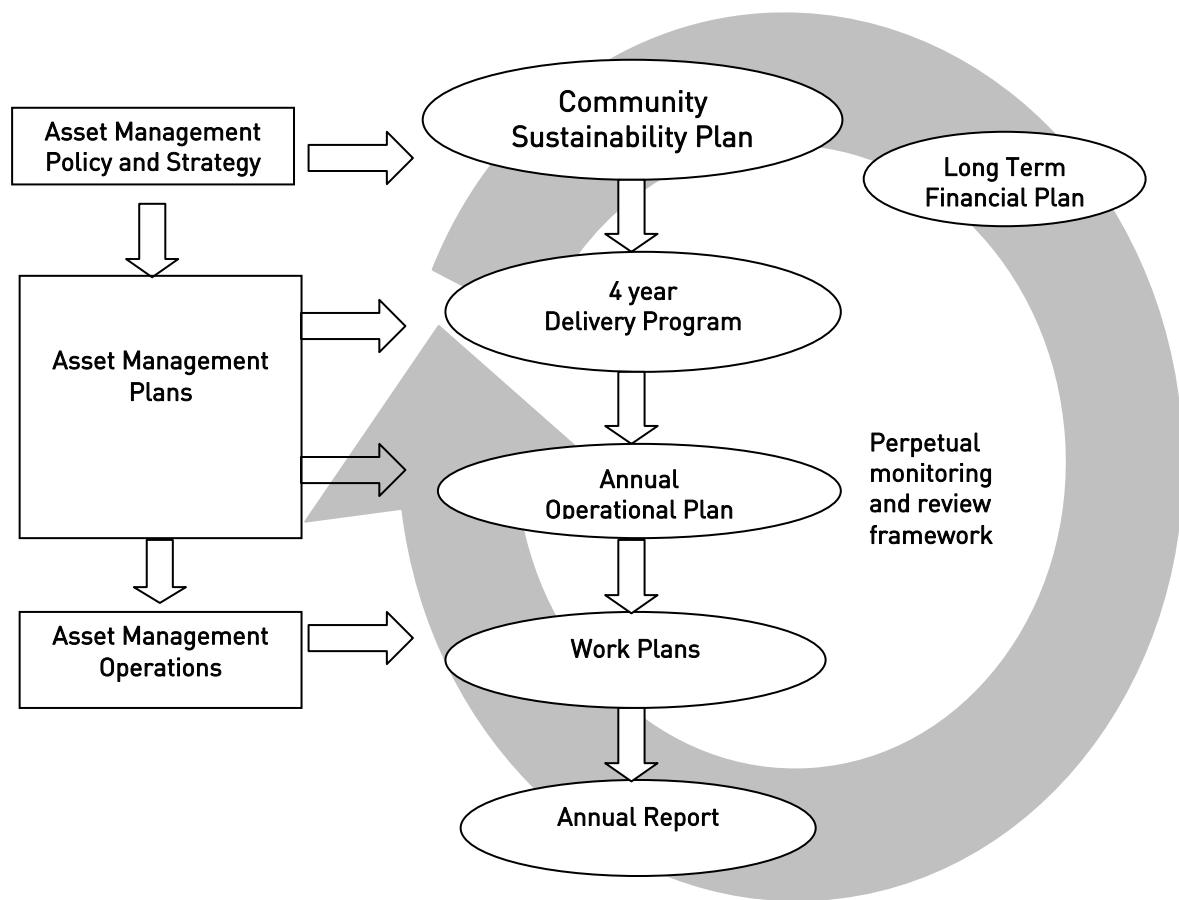 Community
Sustainability Plan
Asset Management
Policy and Strategy
Long Term
Financial Plan
4 year
Delivery Program
Asset Management
Plans
Perpetual
monitoring
and review
framework
Annual
Operational Plan
Asset Management
Operations
Work Plans
Annual Report